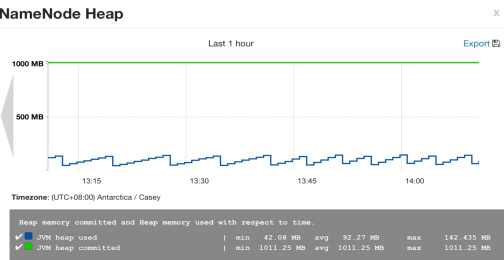 NameNode Heap
x
Last 1 hour
Export
1000 MB
500 MB
13:15 13:30 13:45 14:00
Timezone: (UTC+08:00) Antarctica / Casey
Heap memory committed and Heap memory used with respect to time.
JVM heap used | min 42.08 MB avg 92.27 MB max 142.435 MB
JVM heap committed | min 1011.25 MB avg 1011.25 MB max 1011.25 MB